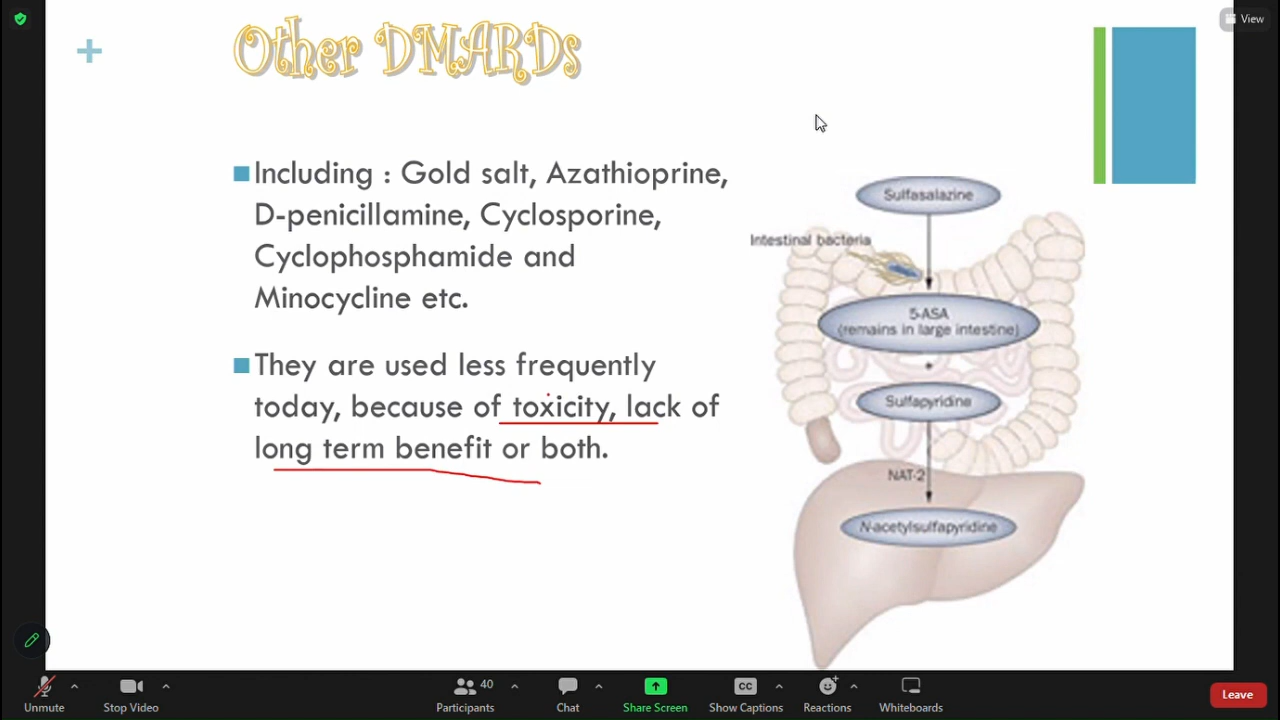 View
+
Other DMARDs
Including : Gold salt, Azathioprine,
D-penicillamine, Cyclosporine,
Cyclophosphamide and
Minocycline etc.
They are used less frequently
today, because of toxicity, lack of
long term benefit or both.
Sulfasalazine
Intestinal bacteria
5-ASA
(remains in large intestine)
+
Sulfapyridine
NAT-2
N-acetylsulfapyridine
Unmute
Stop Video
40
Participants
Chat
Share Screen
CC
Show Captions
Reactions
Whiteboards
Leave